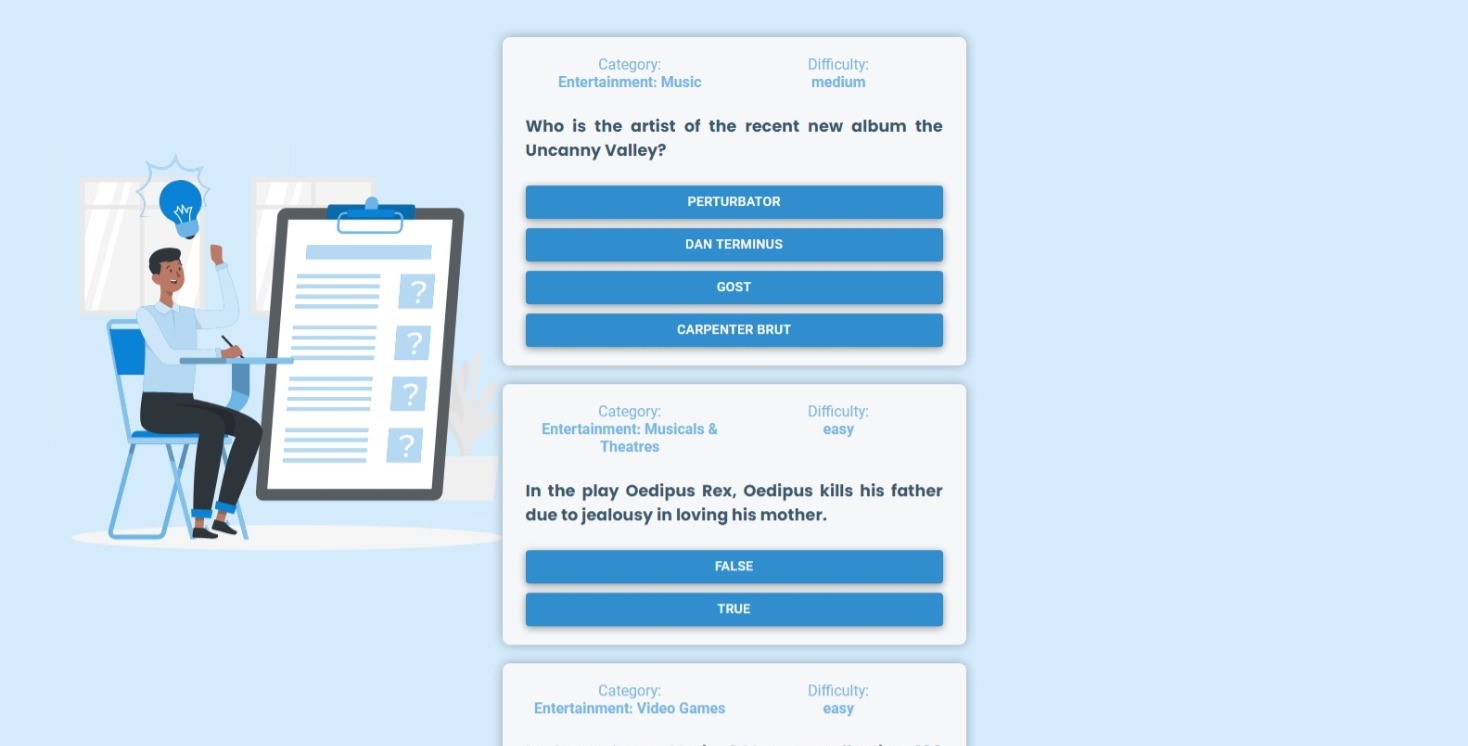 Category:
Entertainment: Music
Difficulty:
medium
Who is the artist of the recent new album the
Uncanny Valley?
PERTURBATOR
DAN TERMINUS
GOST
CARPENTER BRUT
Category:
Entertainment: Musicals &
Theatres
Difficulty:
easy
In the play Oedipus Rex, Oedipus kills his father
due to jealousy in loving his mother.
FALSE
TRUE
Category:
Entertainment: Video Games
Difficulty:
easy
?
?
?
?